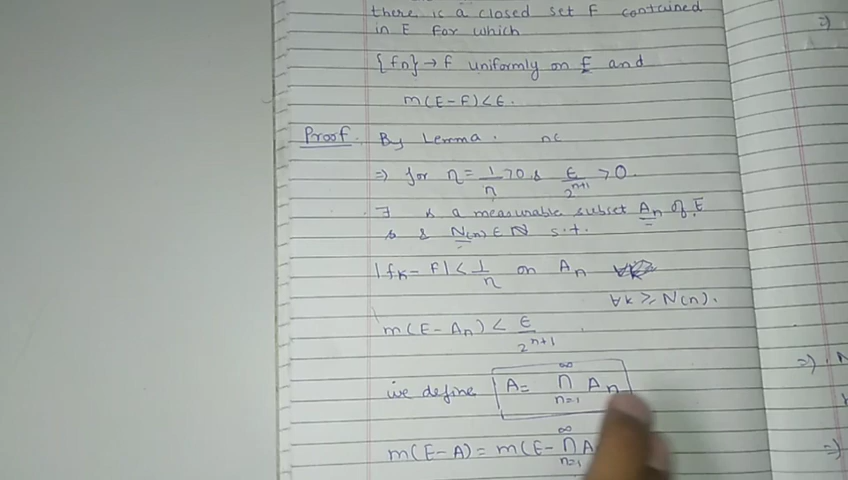 there is a closed set F contained
in E for which
{fn} → f uniformly on F and
m(E-F) < ε.
Proof. By Lemma.
⇒ for η = 1/n >0 & ε/2^{n+1} >0.
∃ a measurable subset An of E
& N(n) ∈ ℕ s.t.
|fk - f| < 1/n on An
∀k ≥ N(n).
m(E-An) < ε/2^{n+1}
we define A = ∩_{n=1}^{∞} An
m(E-A) = m(E- ∩_{n=1}^{∞} A